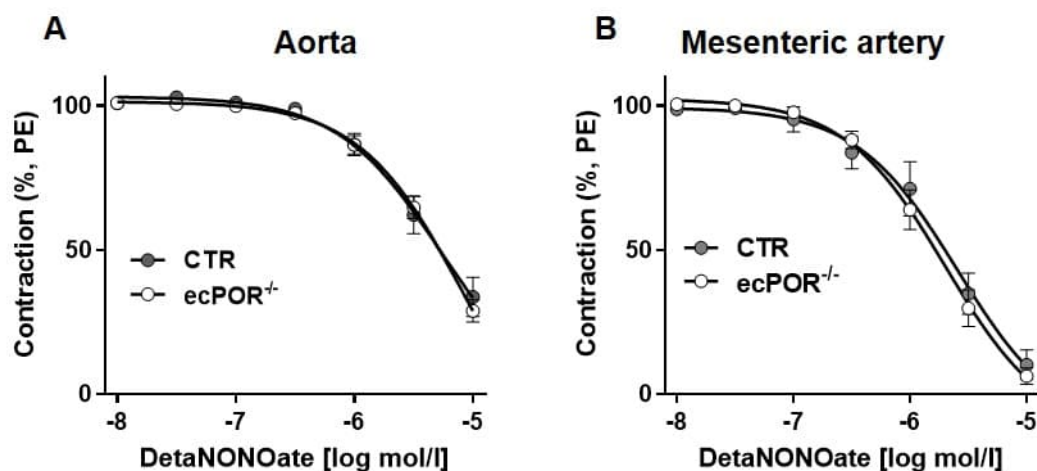 A
Aorta
Contraction (%, PE)
100
50
0
CTR
ecPOR-/-
-8
-7
-6
-5
DetaNONOate [log mol/l]
B
Mesenteric artery
Contraction (%, PE)
100
50
0
CTR
ecPOR-/-
-8
-7
-6
-5
DetaNONOate [log mol/l]